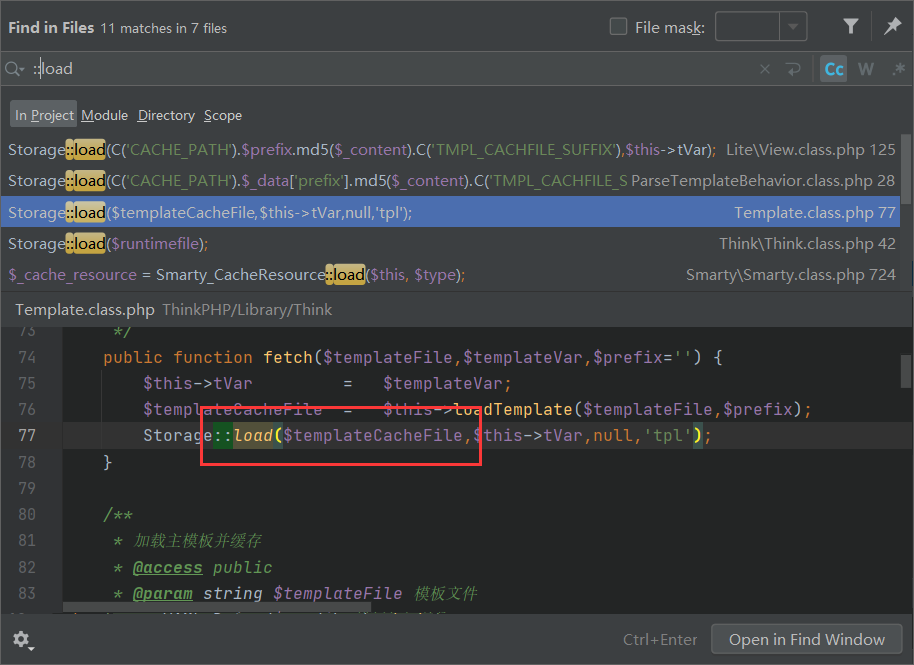 Find in Files 11 matches in 7 files File mask:
::load Cc W .*
In Project Module Directory Scope
Storage::load(C('CACHE_PATH').$prefix.md5($_content).C('TMPL_CACHFILE_SUFFIX'),$this->tVar); Lite\View.class.php 125
Storage::load(C('CACHE_PATH').$_data['prefix'].md5($_content).C('TMPL_CACHFILE_S ParseTemplateBehavior.class.php 28
Storage::load($templateCacheFile,$this->tVar,null,'tpl'); Template.class.php 77
Storage::load($runtimefile); Think\Think.class.php 42
$_cache_resource = Smarty_CacheResource::load($this, $type); Smarty\Smarty.class.php 724
Template.class.php ThinkPHP/Library/Think
73 */
74 public function fetch($templateFile,$templateVar,$prefix='') {
75 $this->tVar = $templateVar;
76 $templateCacheFile = $this->loadTemplate($templateFile,$prefix);
77 Storage::load($templateCacheFile,$this->tVar,null,'tpl');
78 }
79
80 /**
81 * 加载主模板并缓存
82 * @access public
83 * @param string $templateFile 模板文件
Ctrl+Enter Open in Find Window